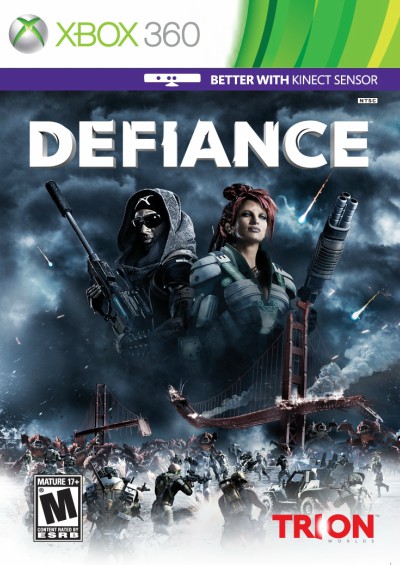 XBOX 360
BETTER WITH KINECT SENSOR
NTSC
DEFIANCE
MATURE 17+
M
CONTENT RATED BY
ESRB
TRION
WORLDS